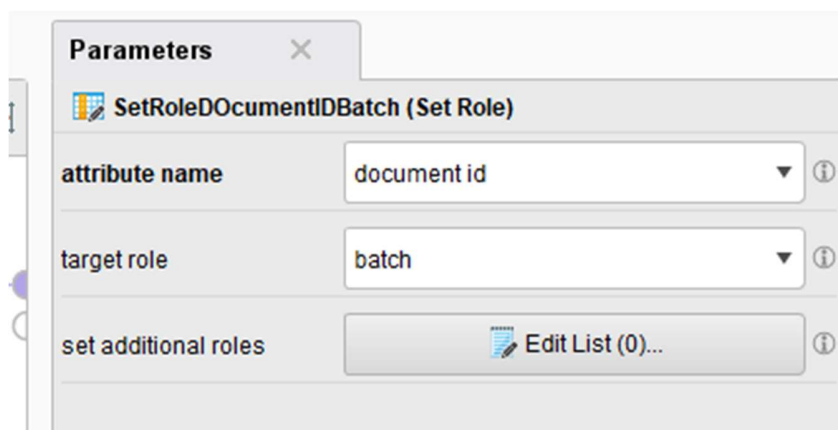 Parameters
SetRoleDOcumentIDBatch (Set Role)
attribute name document id
target role batch
set additional roles Edit List (0)...